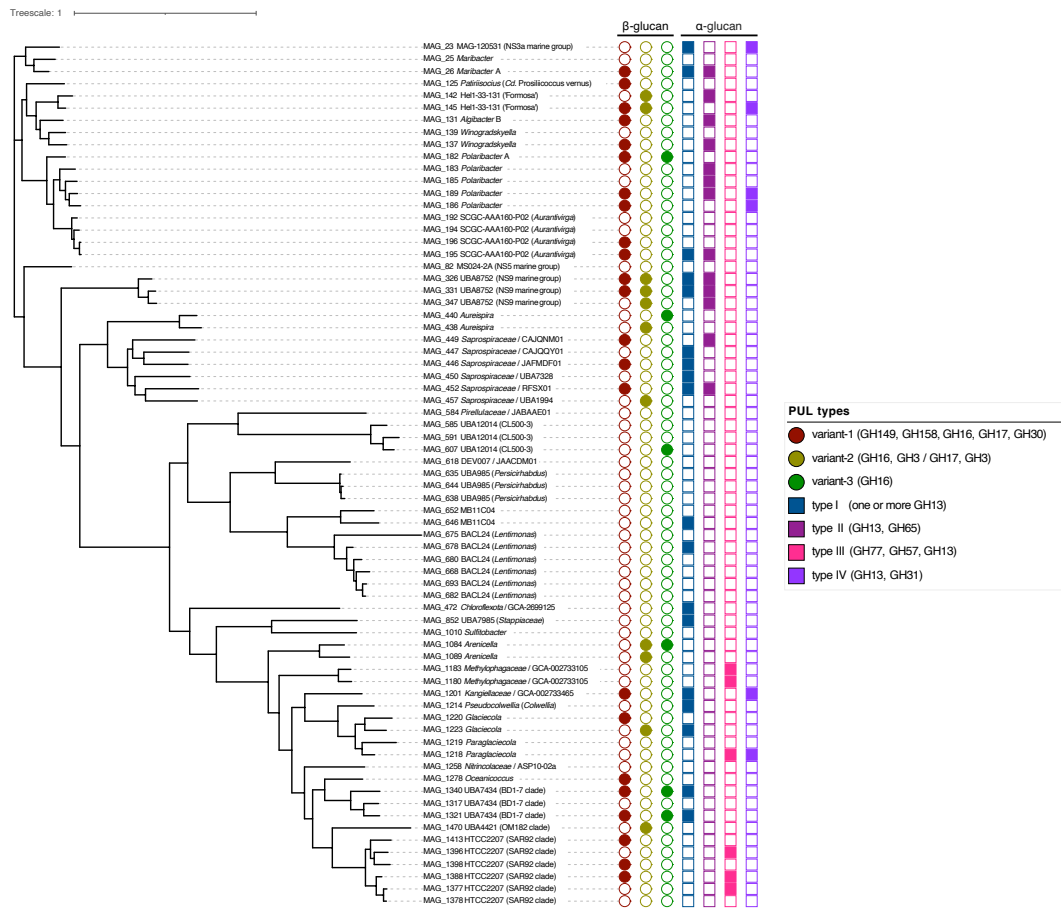 Treescale: 1
β-glucan α-glucan
MAG_23 MAG-120531 (NS3a marine group)
MAG_25 Maribacter
MAG_26 Maribacter A
MAG_125 Patiriisocius (Cd. Prosiliicoccus vernus)
MAG_142 Hel1-33-131 ('Formosa')
MAG_145 Hel1-33-131 ('Formosa')
MAG_131 Algibacter B
MAG_139 Winogradskyella
MAG_137 Winogradskyella
MAG_182 Polaribacter A
MAG_183 Polaribacter
MAG_185 Polaribacter
MAG_189 Polaribacter
MAG_186 Polaribacter
MAG_192 SCGC-AAA160-P02 (Aurantivirga)
MAG_194 SCGC-AAA160-P02 (Aurantivirga)
MAG_196 SCGC-AAA160-P02 (Aurantivirga)
MAG_195 SCGC-AAA160-P02 (Aurantivirga)
MAG_82 MS024-2A (NS5 marine group)
MAG_326 UBA8752 (NS9 marine group)
MAG_331 UBA8752 (NS9 marine group)
MAG_347 UBA8752 (NS9 marine group)
MAG_440 Aureispira
MAG_438 Aureispira
MAG_449 Saprospiraceae / CAJQNM01
MAG_447 Saprospiraceae / CAJQQY01
MAG_446 Saprospiraceae / JAFMDF01
MAG_450 Saprospiraceae / UBA7328
MAG_452 Saprospiraceae / RFSX01
MAG_457 Saprospiraceae / UBA1994
MAG_584 Pirellulaceae / JABAAE01
MAG_585 UBA12014 (CL500-3)
MAG_591 UBA12014 (CL500-3)
MAG_607 UBA12014 (CL500-3)
MAG_618 DEV007 / JAACDM01
MAG_635 UBA985 (Persicirhabdus)
MAG_644 UBA985 (Persicirhabdus)
MAG_638 UBA985 (Persicirhabdus)
MAG_652 MB11C04
MAG_646 MB11C04
MAG_675 BACL24 (Lentimonas)
MAG_678 BACL24 (Lentimonas)
MAG_680 BACL24 (Lentimonas)
MAG_668 BACL24 (Lentimonas)
MAG_693 BACL24 (Lentimonas)
MAG_682 BACL24 (Lentimonas)
MAG_472 Chloroflexota / GCA-2699125
MAG_852 UBA7985 (Stappiaceae)
MAG_1010 Sulfitobacter
MAG_1084 Arenicella
MAG_1089 Arenicella
MAG_1183 Methylophagaceae / GCA-002733105
MAG_1180 Methylophagaceae / GCA-002733105
MAG_1201 Kangiellaceae / GCA-002733465
MAG_1214 Pseudocolwellia (Colwellia)
MAG_1220 Glaciecola
MAG_1223 Glaciecola
MAG_1219 Paraglaciecola
MAG_1218 Paraglaciecola
MAG_1258 Nitrincolaceae / ASP10-02a
MAG_1278 Oceanicoccus
MAG_1340 UBA7434 (BD1-7 clade)
MAG_1317 UBA7434 (BD1-7 clade)
MAG_1321 UBA7434 (BD1-7 clade)
MAG_1470 UBA4421 (OM182 clade)
MAG_1413 HTCC2207 (SAR92 clade)
MAG_1396 HTCC2207 (SAR92 clade)
MAG_1398 HTCC2207 (SAR92 clade)
MAG_1388 HTCC2207 (SAR92 clade)
MAG_1377 HTCC2207 (SAR92 clade)
MAG_1378 HTCC2207 (SAR92 clade)
PUL types
variant-1 (GH149, GH158, GH16, GH17, GH30)
variant-2 (GH16, GH3 / GH17, GH3)
variant-3 (GH16)
type I (one or more GH13)
type II (GH13, GH65)
type III (GH77, GH57, GH13)
type IV (GH13, GH31)